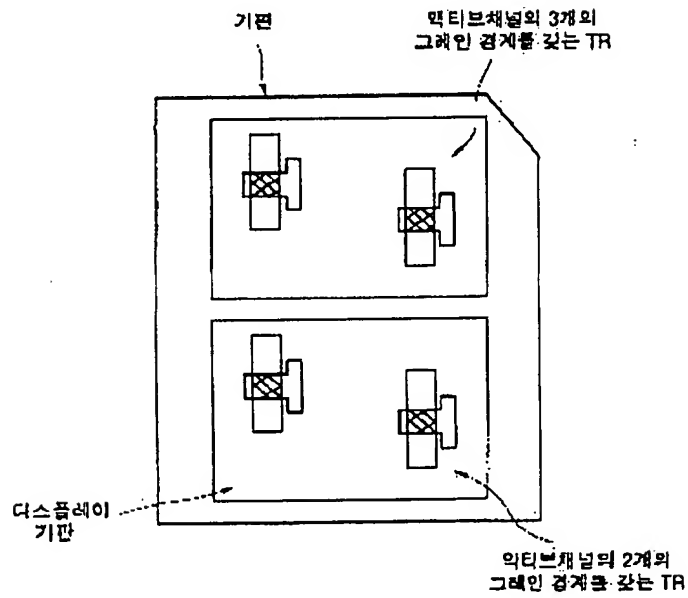 기판
액티브채널의 3개의
그레인 경계를 갖는 TR
디스플레이
기판
액티브채널의 2개의
그레인 경계를 갖는 TR